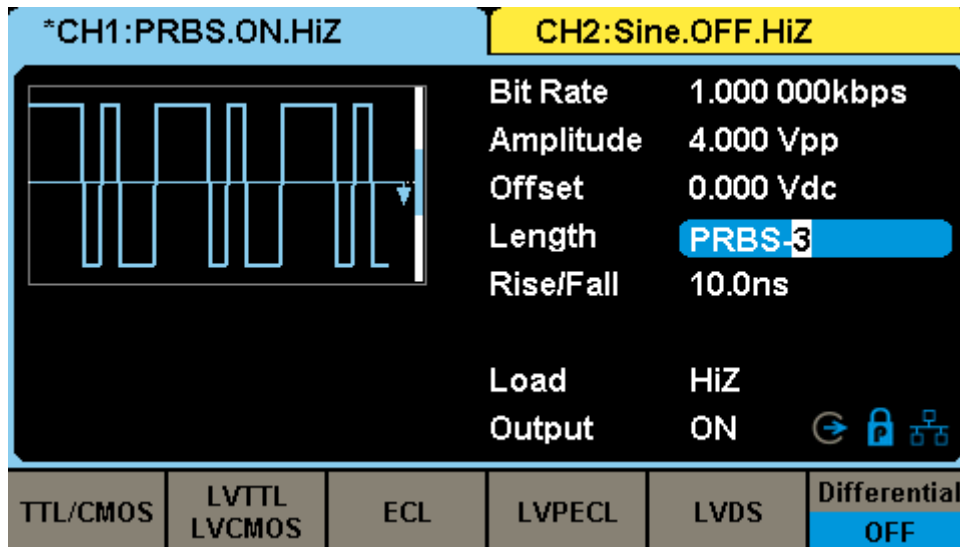 *CH1:PRBS.ON.HiZ
CH2:Sine.OFF.HiZ
Bit Rate 1.000 000kbps
Amplitude 4.000 Vpp
Offset 0.000 Vdc
Length PRBS-3
Rise/Fall 10.0ns
Load HiZ
Output ON
P
TTL/CMOS
LVTTL
LVCMOS
ECL
LVPECL
LVDS
Differential
OFF